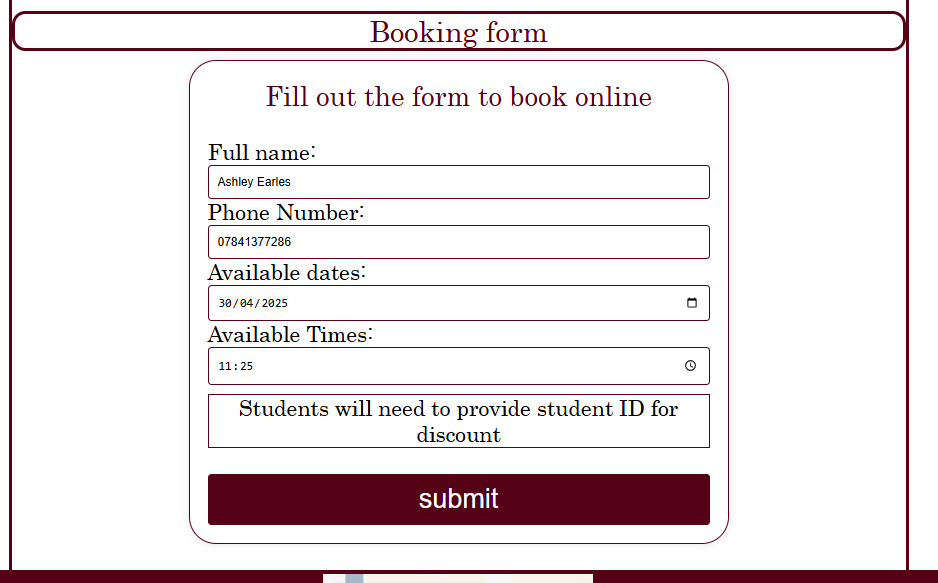 Booking form
Fill out the form to book online
Full name:
Ashley Earles
Phone Number:
07841377286
Available dates:
30/04/2025
Available Times:
11:25
Students will need to provide student ID for
discount
submit